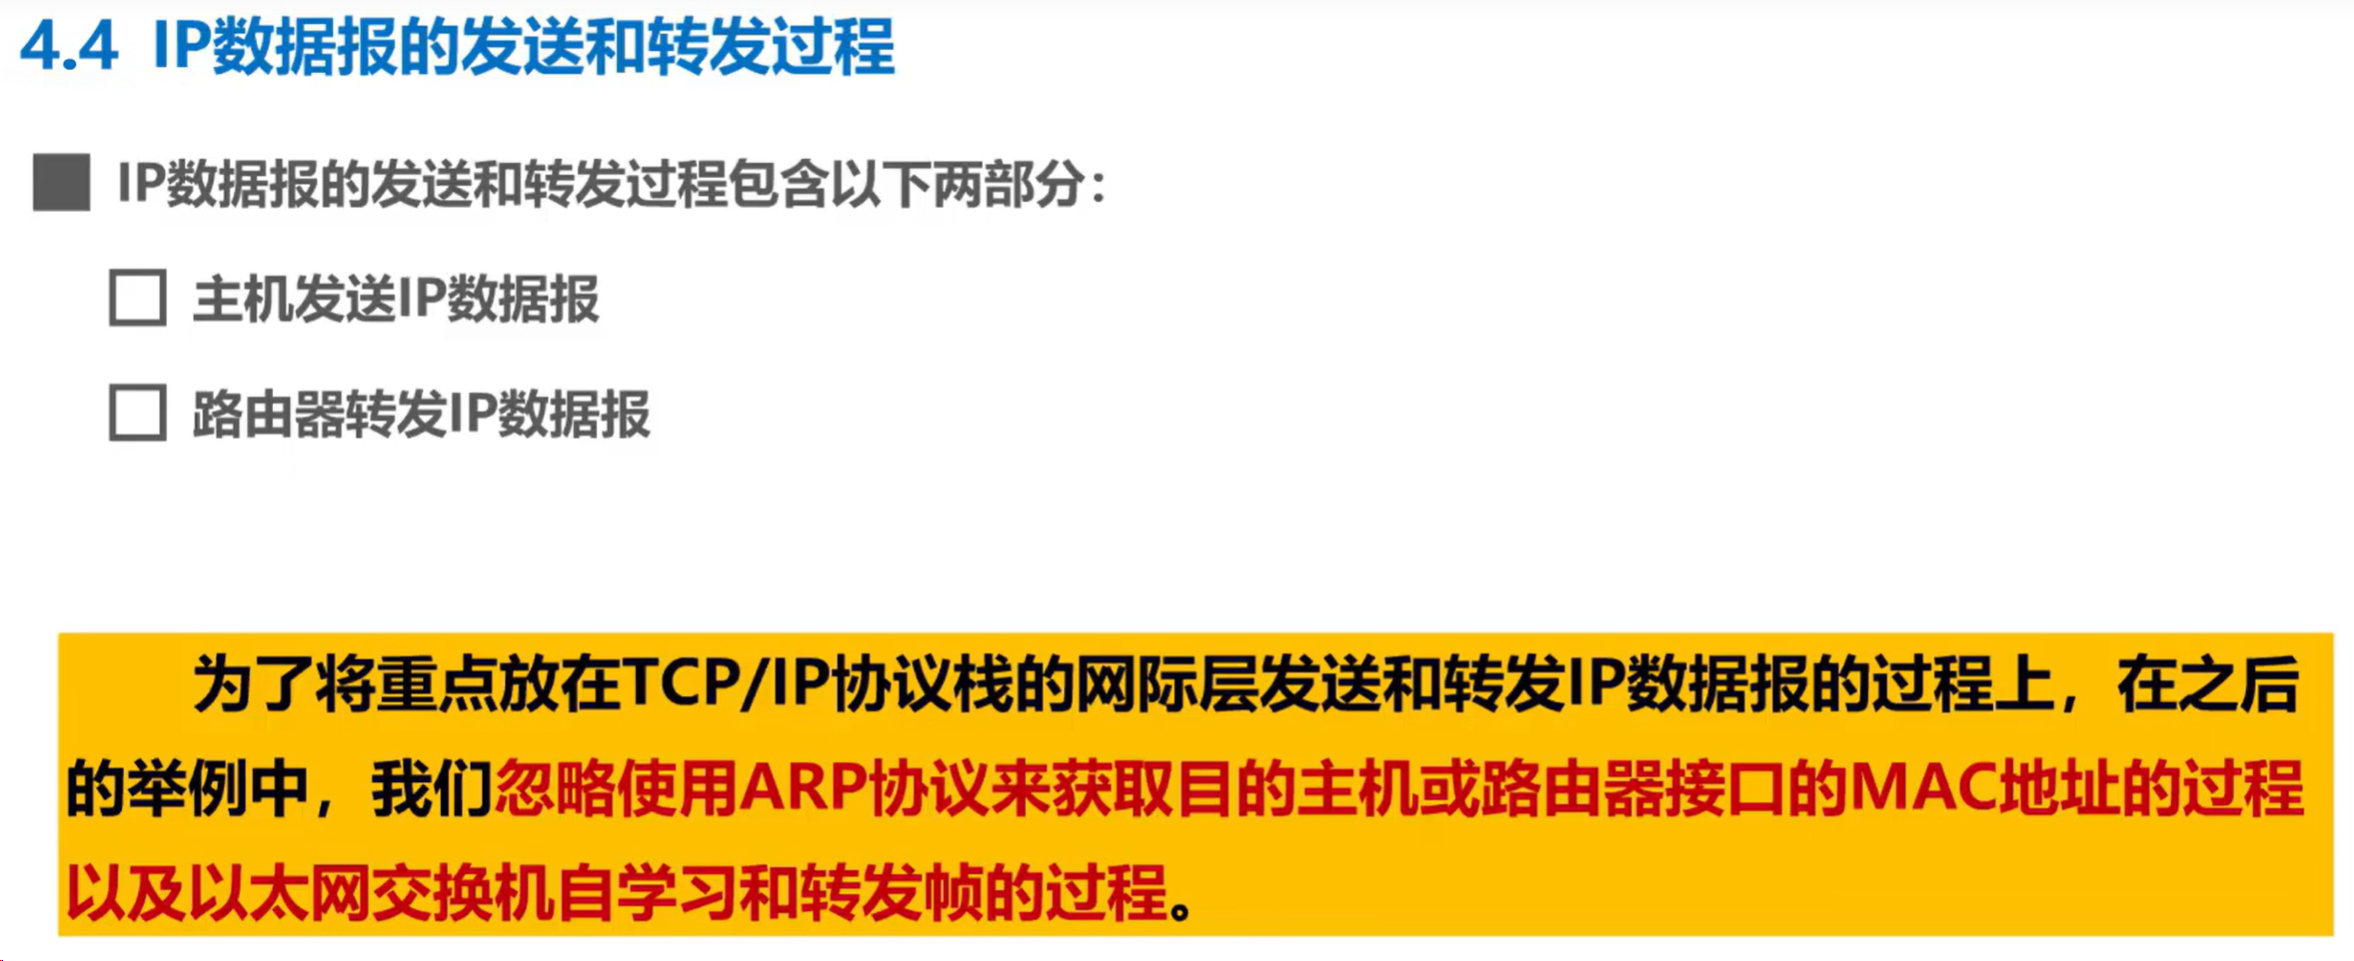 4.4 IP数据报的发送和转发过程
IP数据报的发送和转发过程包含以下两部分：
主机发送IP数据报
路由器转发IP数据报
为了将重点放在TCP/IP协议栈的网际层发送和转发IP数据报的过程上，在之后
的举例中，我们忽略使用ARP协议来获取目的主机或路由器接口的MAC地址的过程
以及以太网交换机自学习和转发帧的过程。